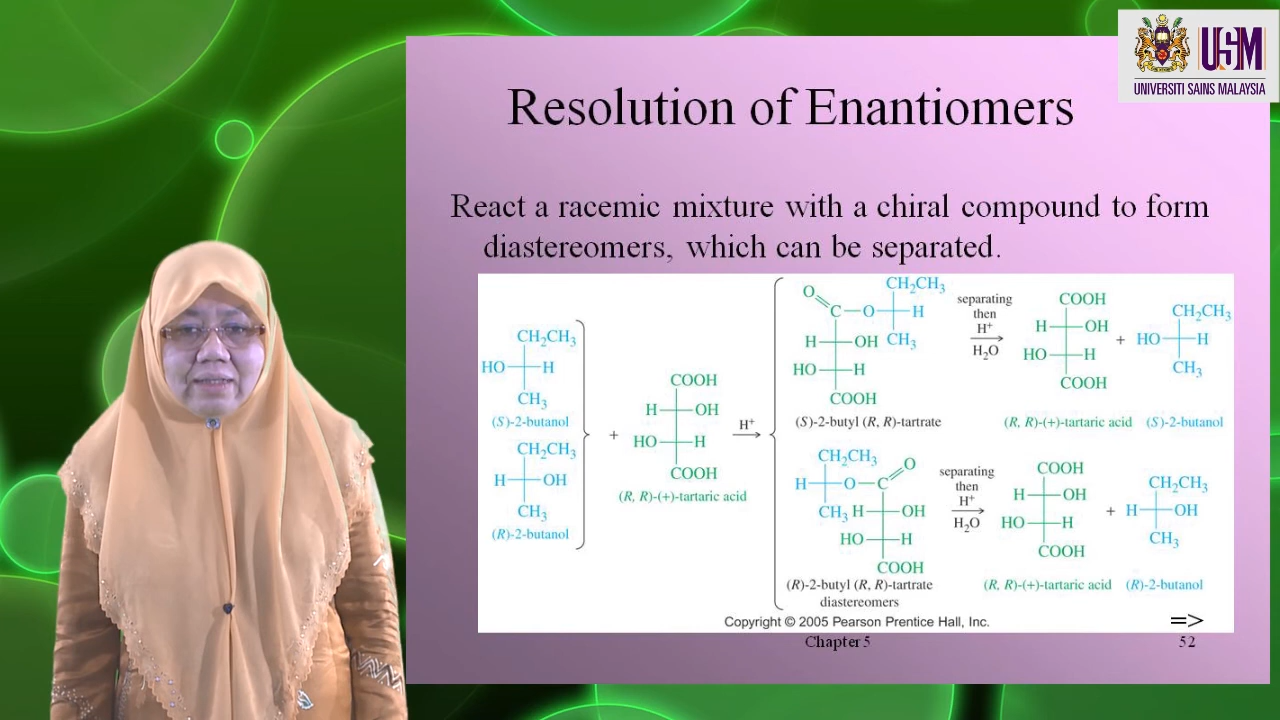 USM
UNIVERSITI SAINS MALAYSIA
Resolution of Enantiomers
React a racemic mixture with a chiral compound to form
diastereomers, which can be separated.
CH₂CH₃
HO H
CH₃
(S)-2-butanol
CH₂CH₃
H OH
CH₃
(R)-2-butanol
+
COOH
H OH
HO H
COOH
(R, R)-(+)-tartaric acid
H⁺
CH₂CH₃
O
C O H
H OH CH₃
HO H
COOH
(S)-2-butyl (R, R)-tartrate
separating
then
H⁺
H₂O
COOH
H OH
HO H
COOH
(R, R)-(+)-tartaric acid
+
CH₂CH₃
HO H
CH₃
(S)-2-butanol
CH₂CH₃ O
H O C
CH₃ H OH
HO H
COOH
(R)-2-butyl (R, R)-tartrate
diastereomers
separating
then
H⁺
H₂O
COOH
H OH
HO H
COOH
(R, R)-(+)-tartaric acid
+
CH₂CH₃
H OH
CH₃
(R)-2-butanol
Copyright © 2005 Pearson Prentice Hall, Inc.
=>
Chapter 5
52